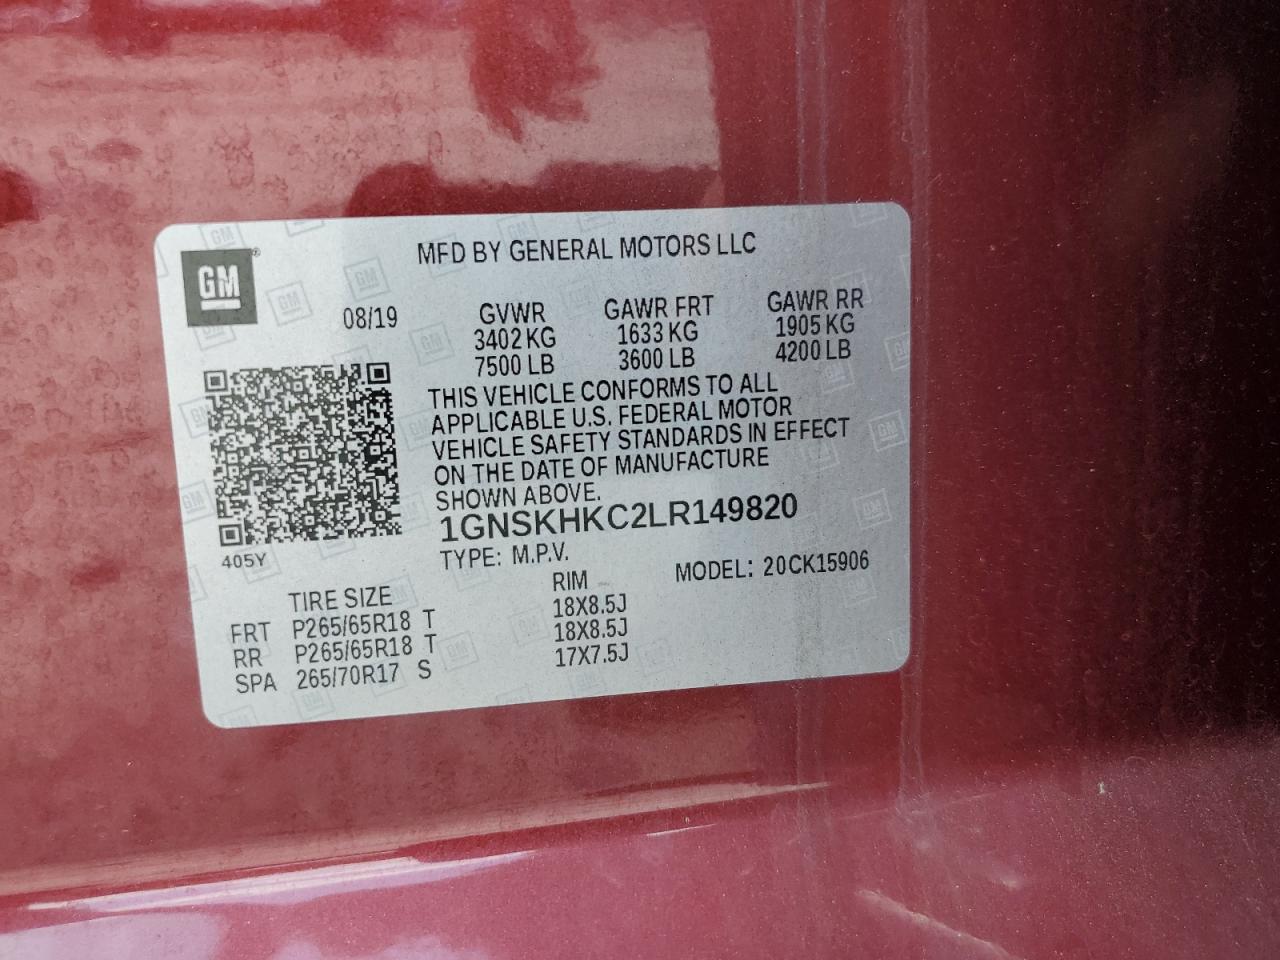 GM
MFD BY GENERAL MOTORS LLC
08/19
GVWR GAWR FRT GAWR RR
3402 KG 1633 KG 1905 KG
7500 LB 3600 LB 4200 LB
THIS VEHICLE CONFORMS TO ALL
APPLICABLE U.S. FEDERAL MOTOR
VEHICLE SAFETY STANDARDS IN EFFECT
ON THE DATE OF MANUFACTURE
SHOWN ABOVE.
1GNSKHKC2LR149820
405Y
TYPE: M.P.V. MODEL: 20CK15906
TIRE SIZE RIM
FRT P265/65R18 T 18X8.5J
RR P265/65R18 T 18X8.5J
SPA 265/70R17 S 17X7.5J